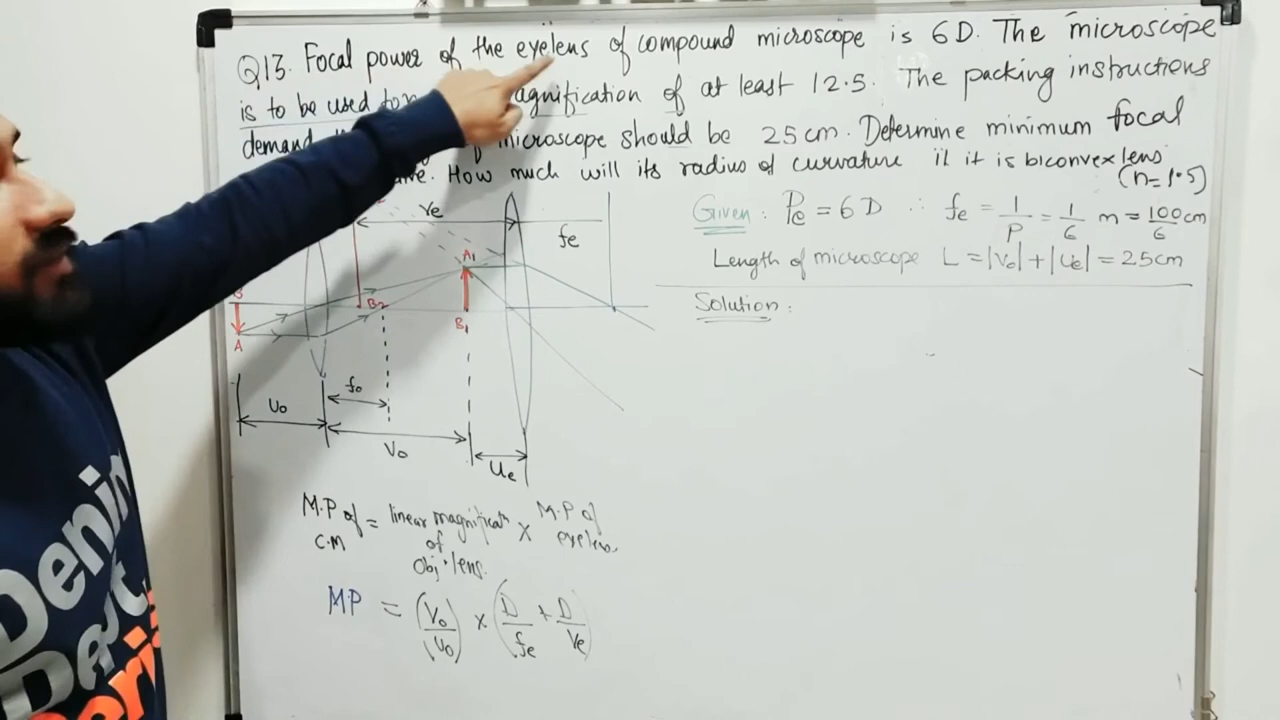 Q13. Focal power of the eyelens of compound microscope is 6D. The microscope
is to be used for agnification of at least 12.5. The packing instructions
demand microscope should be 25cm. Determine minimum focal
How much will its radius of curvature if it is biconvex lens
(n=1.5)
Given: Pe = 6D ∴ fe = 1/P = 1/6 m = 100/6 cm
Length of microscope L = |Vo| + |Ue| = 25cm
Solution:
ve
fe
A1
B2
B1
A
fo
Uo
Vo
Ue
M.P of C.M = linear magnificatn of Obj. lens. × M.P of eyelens.
MP = (Vo/Uo) × (D/fe + D/Ve)
Denim
Dept.